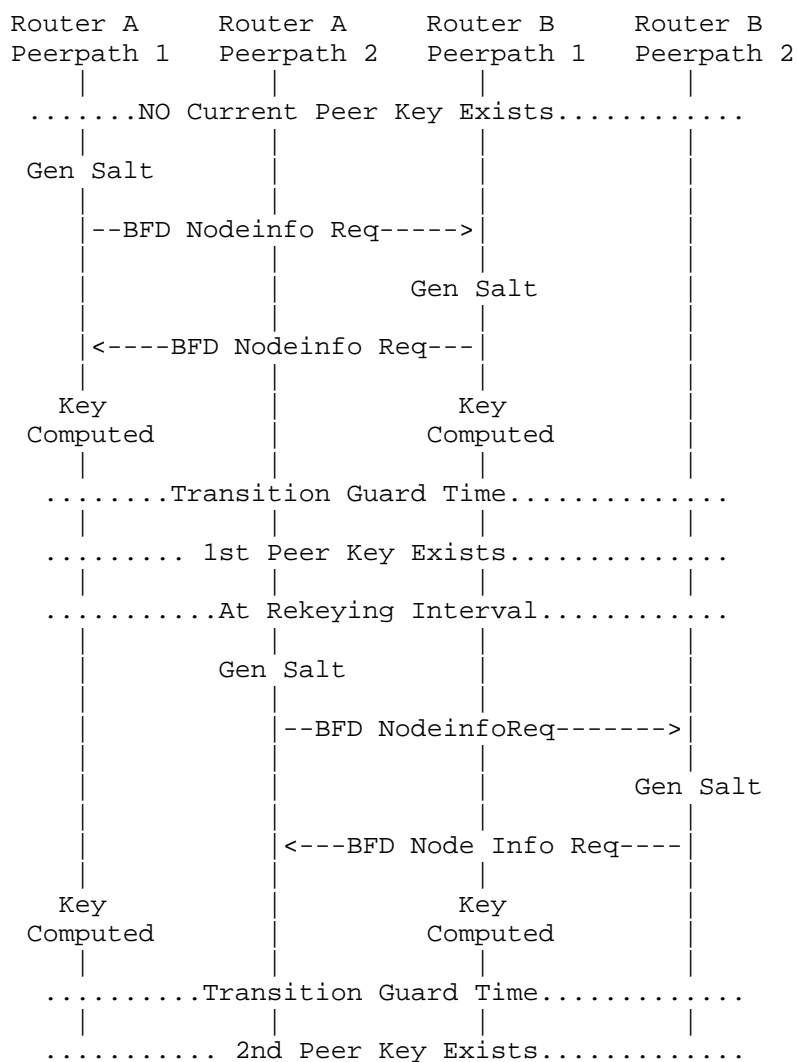 Router A     Router A     Router B     Router B
Peerpath 1   Peerpath 2   Peerpath 1   Peerpath 2
.......NO Current Peer Key Exists............
Gen Salt
--BFD Nodeinfo Req----->
Gen Salt
<----BFD Nodeinfo Req---
Key                      Key
Computed                 Computed
........Transition Guard Time..............
......... 1st Peer Key Exists..............
...........At Rekeying Interval............
Gen Salt
--BFD NodeinfoReq------->
Gen Salt
<---BFD Node Info Req----
Key                      Key
Computed                 Computed
..........Transition Guard Time.............
........... 2nd Peer Key Exists.............